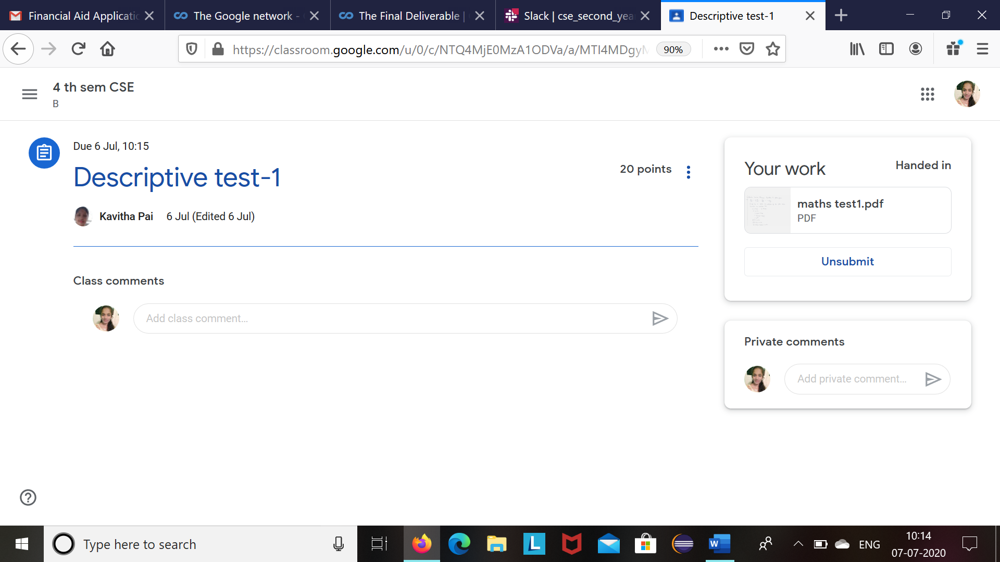 Financial Aid Applicatic
The Google network -
The Final Deliverable |
Slack | cse_second_yea
Descriptive test-1
https://classroom.google.com/u/0/c/NTQ4MjE0MzA1ODVa/a/MTI4MDgyM
90%
4 th sem CSE
B
Due 6 Jul, 10:15
Descriptive test-1
20 points
Kavitha Pai 6 Jul (Edited 6 Jul)
Class comments
Add class comment...
Your work
Handed in
maths test1.pdf
PDF
Unsubmit
Private comments
Add private comment...
Type here to search
L
W
ENG
10:14
07-07-2020